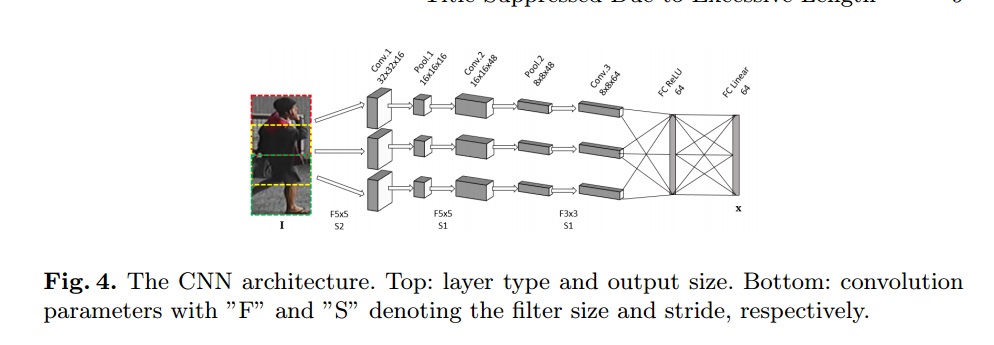 Title Suppressed Due to Excessive Length
Conv.1
32x32x16
Pool.1
16x16x16
Conv.2
16x16x48
Pool.2
8x8x48
Conv.3
8x8x64
FC ReLU
64
FC Linear
64
I
F5x5
S2
F5x5
S1
F3x3
S1
x
Fig. 4. The CNN architecture. Top: layer type and output size. Bottom: convolution
parameters with ”F” and ”S” denoting the filter size and stride, respectively.